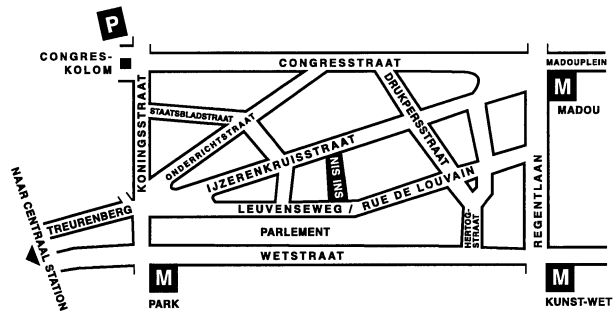 P
CONGRES-
KOLOM
CONGRESSTRAAT
MADOUPLEIN
M
MADOU
KONINGSSTRAAT
STAATSBLADSTRAAT
ONDERRICHTSTRAAT
DRUKPERSSTRAAT
IJZERENKRUISSTRAAT
NIS INS
LEUVENSEWEG / RUE DE LOUVAIN
REGENTLAAN
TREURENBERG
NAAR CENTRAAL STATION
PARLEMENT
HERTOG-
STRAAT
WETSTRAAT
M
PARK
M
KUNST-WET